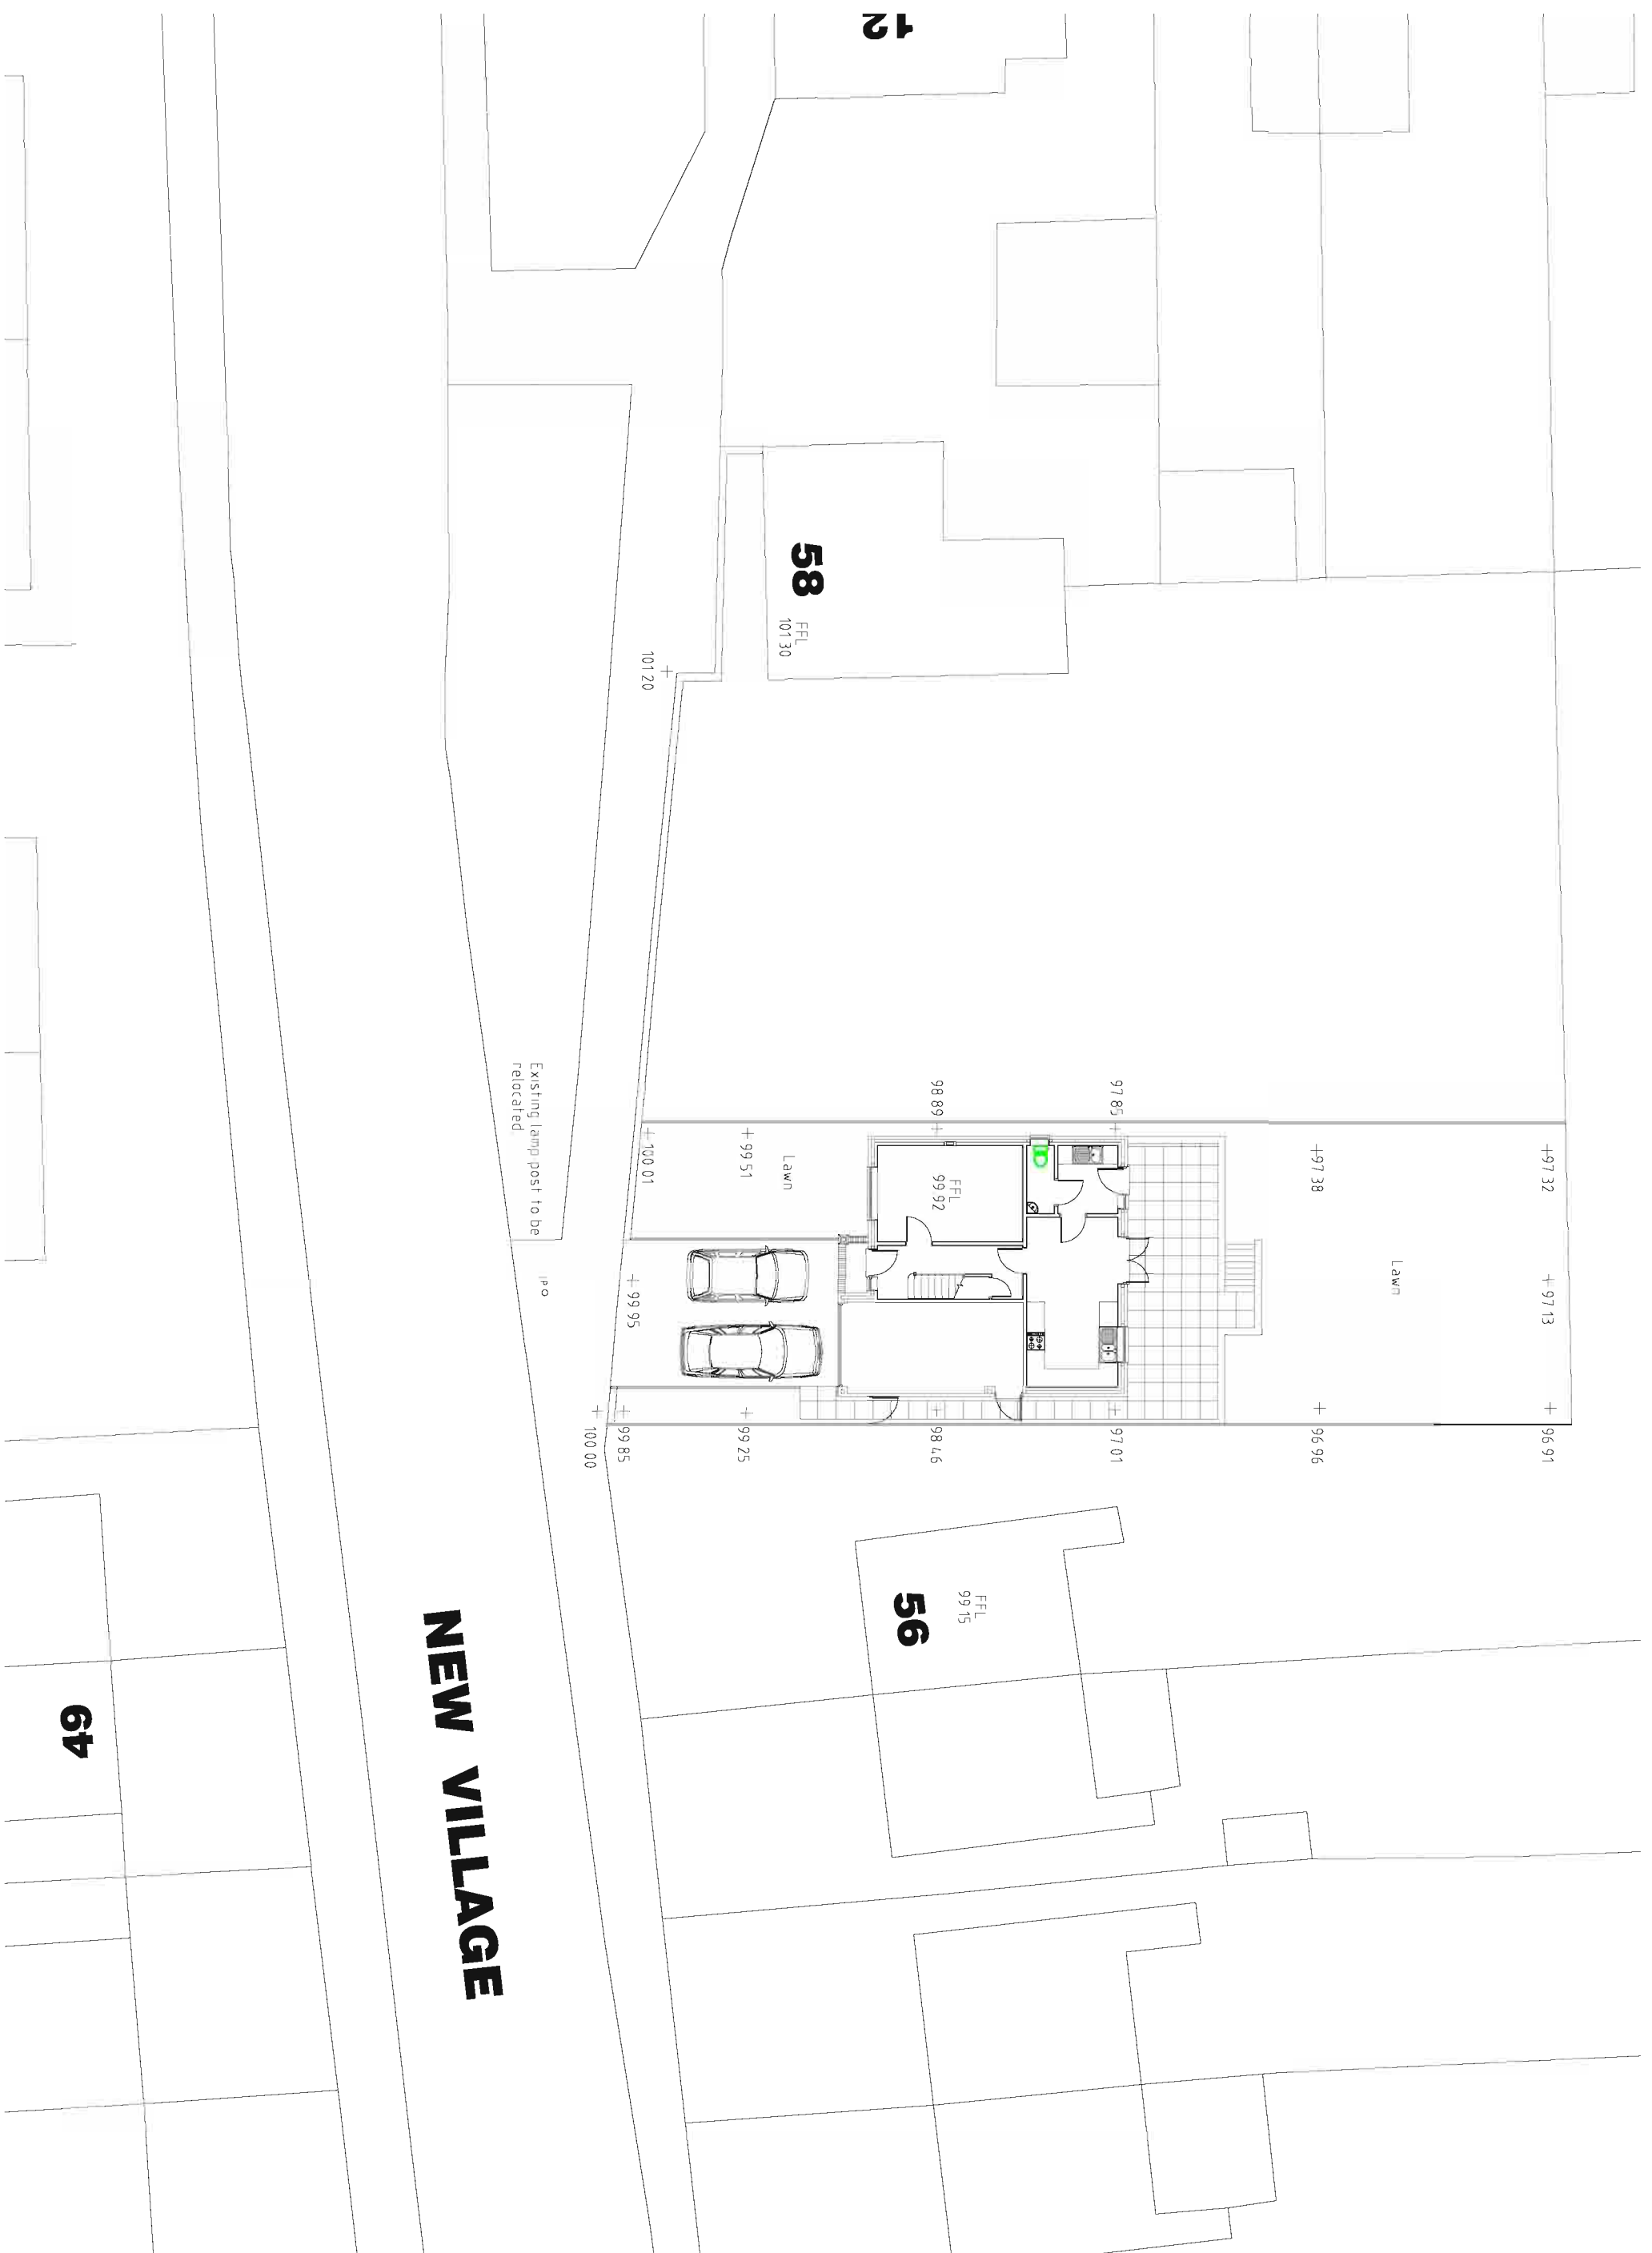 12
58
FFL
101 30
101 20
Existing lamp post to be
relocated
LP O
98 89
97 85
100 01
99 51
Lawn
FFL
99 92
97 38
97 32
Lawn
99 95
97 13
100 00
99 85
99 25
98 46
97 01
96 96
96 91
FFL
99 15
56
NEW VILLAGE
49